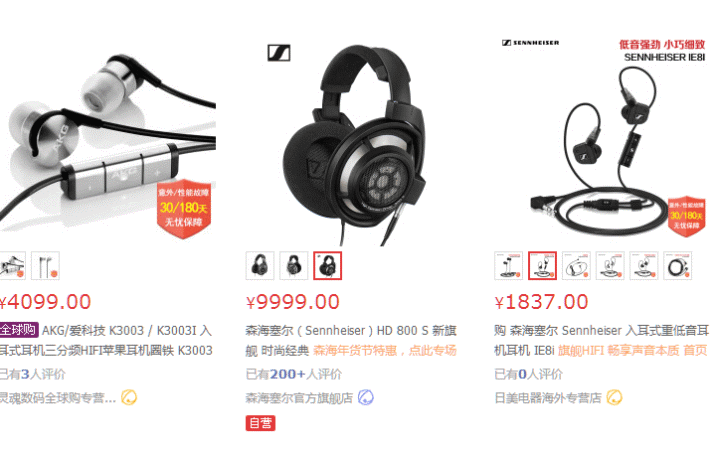 AKG
AKG
意外/性能故障
30/180天
无忧保障
¥4099.00
全球购 AKG/爱科技 K3003 / K3003I 入
耳式耳机三分频HIFI苹果耳机圈铁 K3003
已有3人评价
灵魂数码全球购专营...
¥9999.00
森海塞尔（Sennheiser）HD 800 S 新旗
舰 时尚经典 森海年货节特惠，点此专场
已有200+人评价
森海塞尔官方旗舰店
自营
SENNHEISER
低音强劲 小巧细致
SENNHEISER IE8I
意外/性能故障
30/180天
无忧保障
¥1837.00
购 森海塞尔 Sennheiser 入耳式重低音耳
机耳机 IE8i 旗舰HIFI 畅享声音本质 首页
已有0人评价
日美电器海外专营店